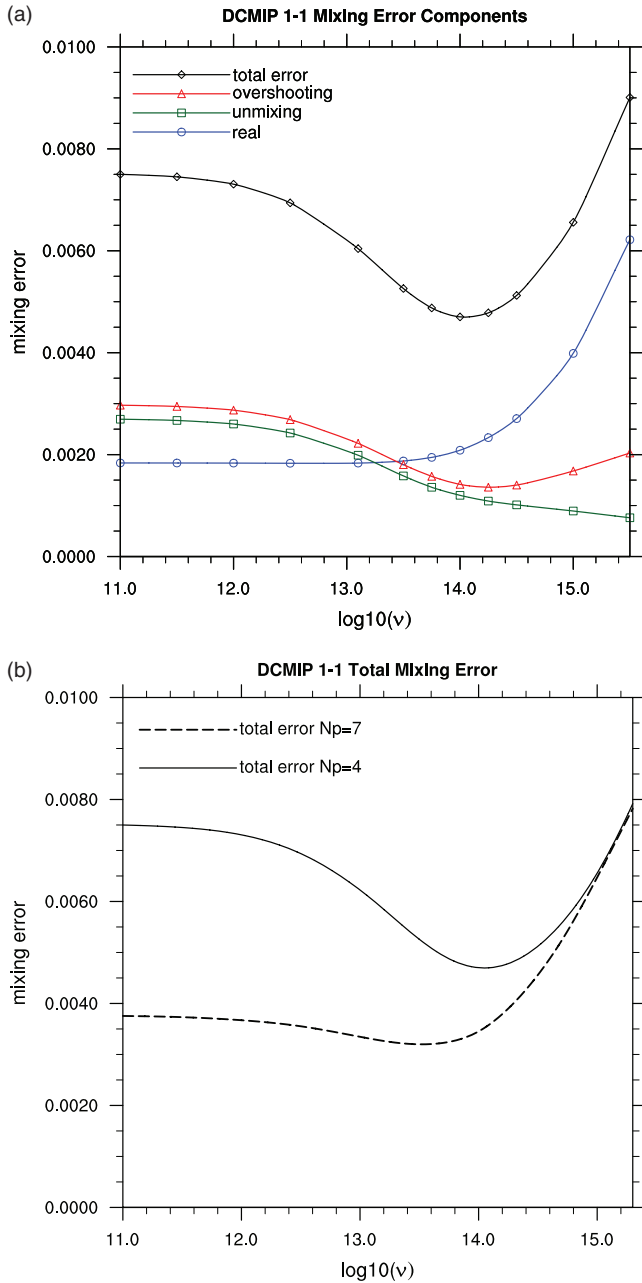 (a)
DCMIP 1-1 Mixing Error Components
0.0100
0.0080
0.0060
0.0040
0.0020
0.0000
mixing error
total error
overshooting
unmixing
real
11.0 12.0 13.0 14.0 15.0
log10(ν)
(b)
DCMIP 1-1 Total Mixing Error
0.0100
0.0080
0.0060
0.0040
0.0020
0.0000
mixing error
total error Np=7
total error Np=4
11.0 12.0 13.0 14.0 15.0
log10(ν)